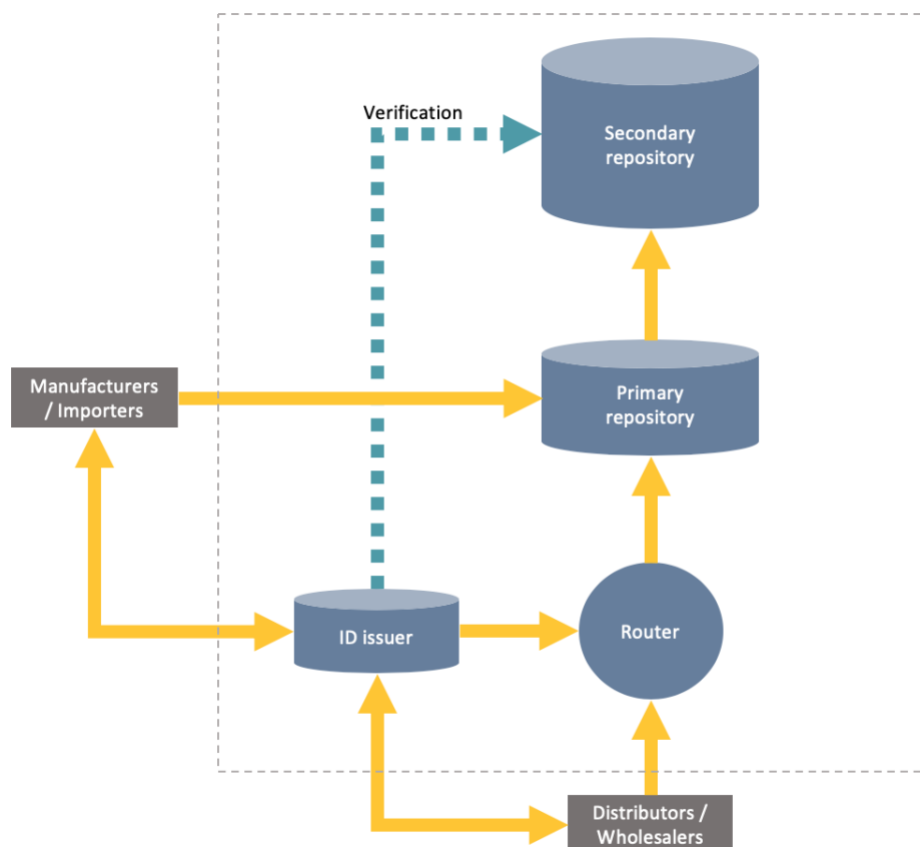 Verification
Secondary
repository
Manufacturers
/ Importers
Primary
repository
ID issuer
Router
Distributors /
Wholesalers